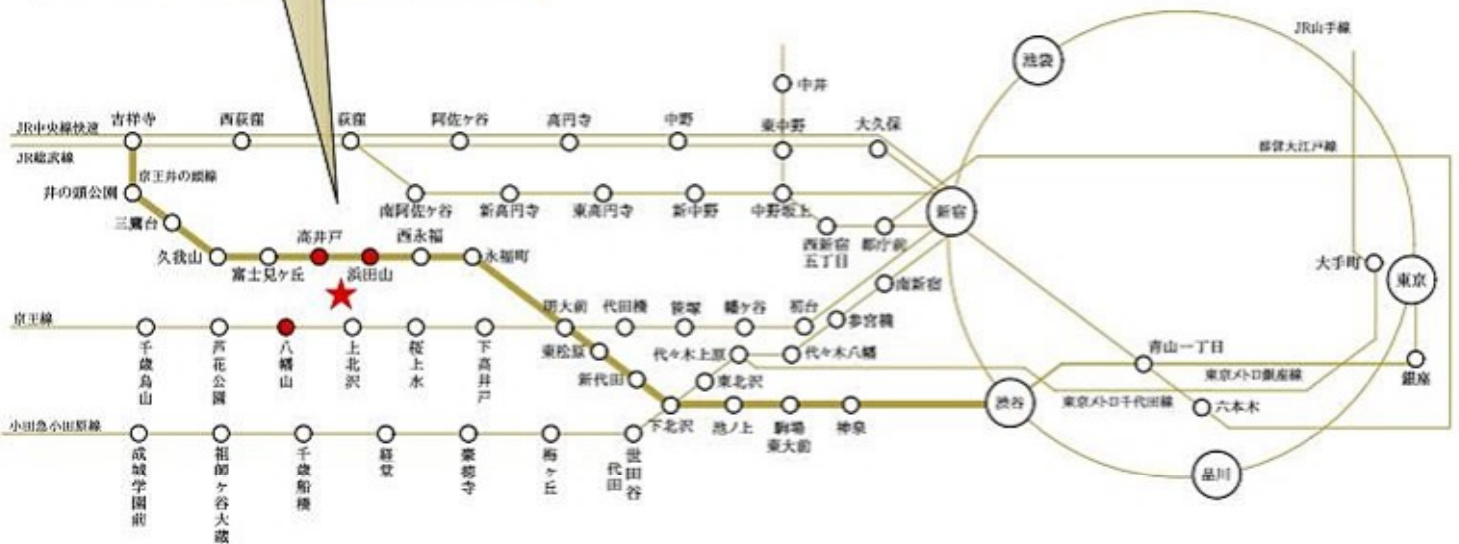 JR山手線
池袋
中井
JR中央線快速
吉祥寺
西荻窪
荻窪
阿佐ヶ谷
高円寺
中野
東中野
大久保
JR総武線
都営大江戸線
京王井の頭線
井の頭公園
南阿佐ヶ谷
新高円寺
東高円寺
新中野
中野坂上
新宿
三鷹台
西新宿
五丁目
都庁前
高井戸
西永福
久我山
富士見ヶ丘
浜田山
永福町
大手町
東京
南新宿
京王線
明大前
代田橋
笹塚
幡ヶ谷
初台
参宮橋
千歳烏山
芦花公園
八幡山
上北沢
桜上水
下高井戸
東松原
代々木上原
代々木八幡
青山一丁目
新代田
東北沢
東京メトロ銀座線
銀座
渋谷
東京メトロ千代田線
六本木
小田急小田原線
下北沢
池ノ上
駒場
東大前
神泉
成城学園前
祖師ヶ谷大蔵
千歳船橋
経堂
豪徳寺
梅ヶ丘
世田谷
代田
品川